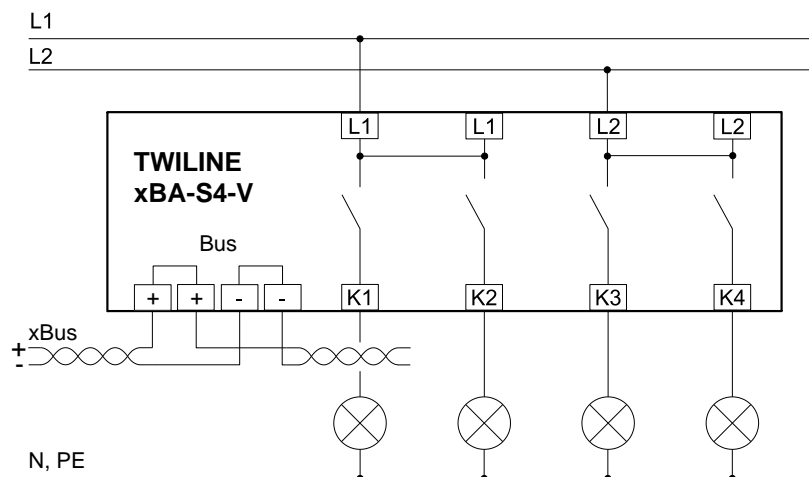 L1
L2
L1 L1 L2 L2
TWILINE
xBA-S4-V
Bus
+ + - -
K1 K2 K3 K4
xBus
+
-
N, PE